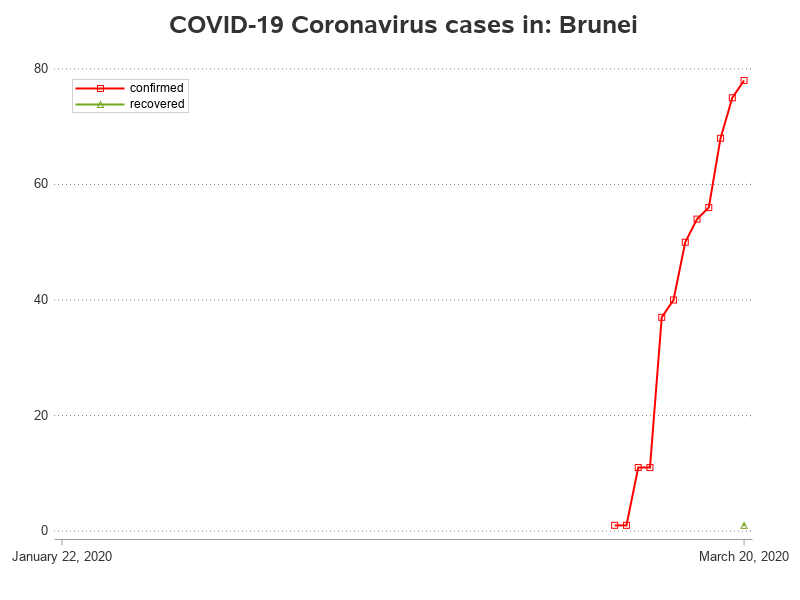 COVID-19 Coronavirus cases in: Brunei
80
confirmed
recovered
60
40
20
0
January 22, 2020
March 20, 2020